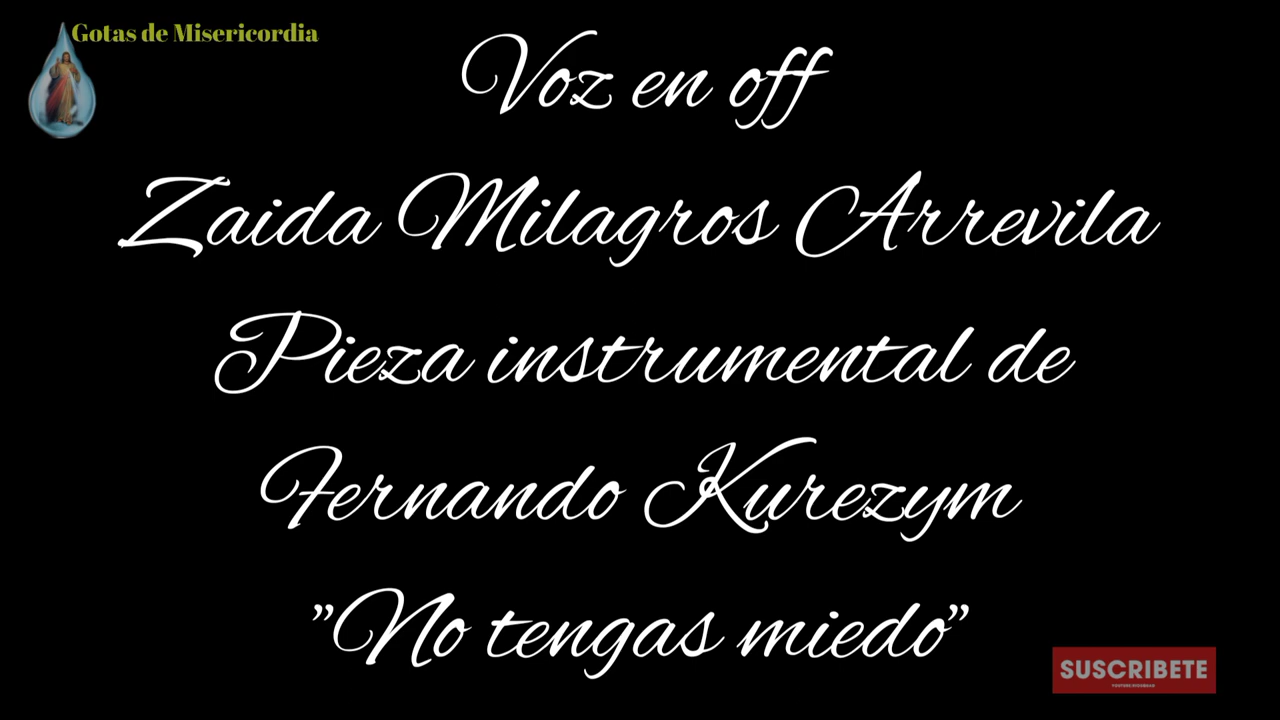 Gotas de Misericordia
Voz en off
Zaida Milagros Arrevila
Pieza instrumental de
Fernando Kurezym
"No tengas miedo"
SUSCRIBETE